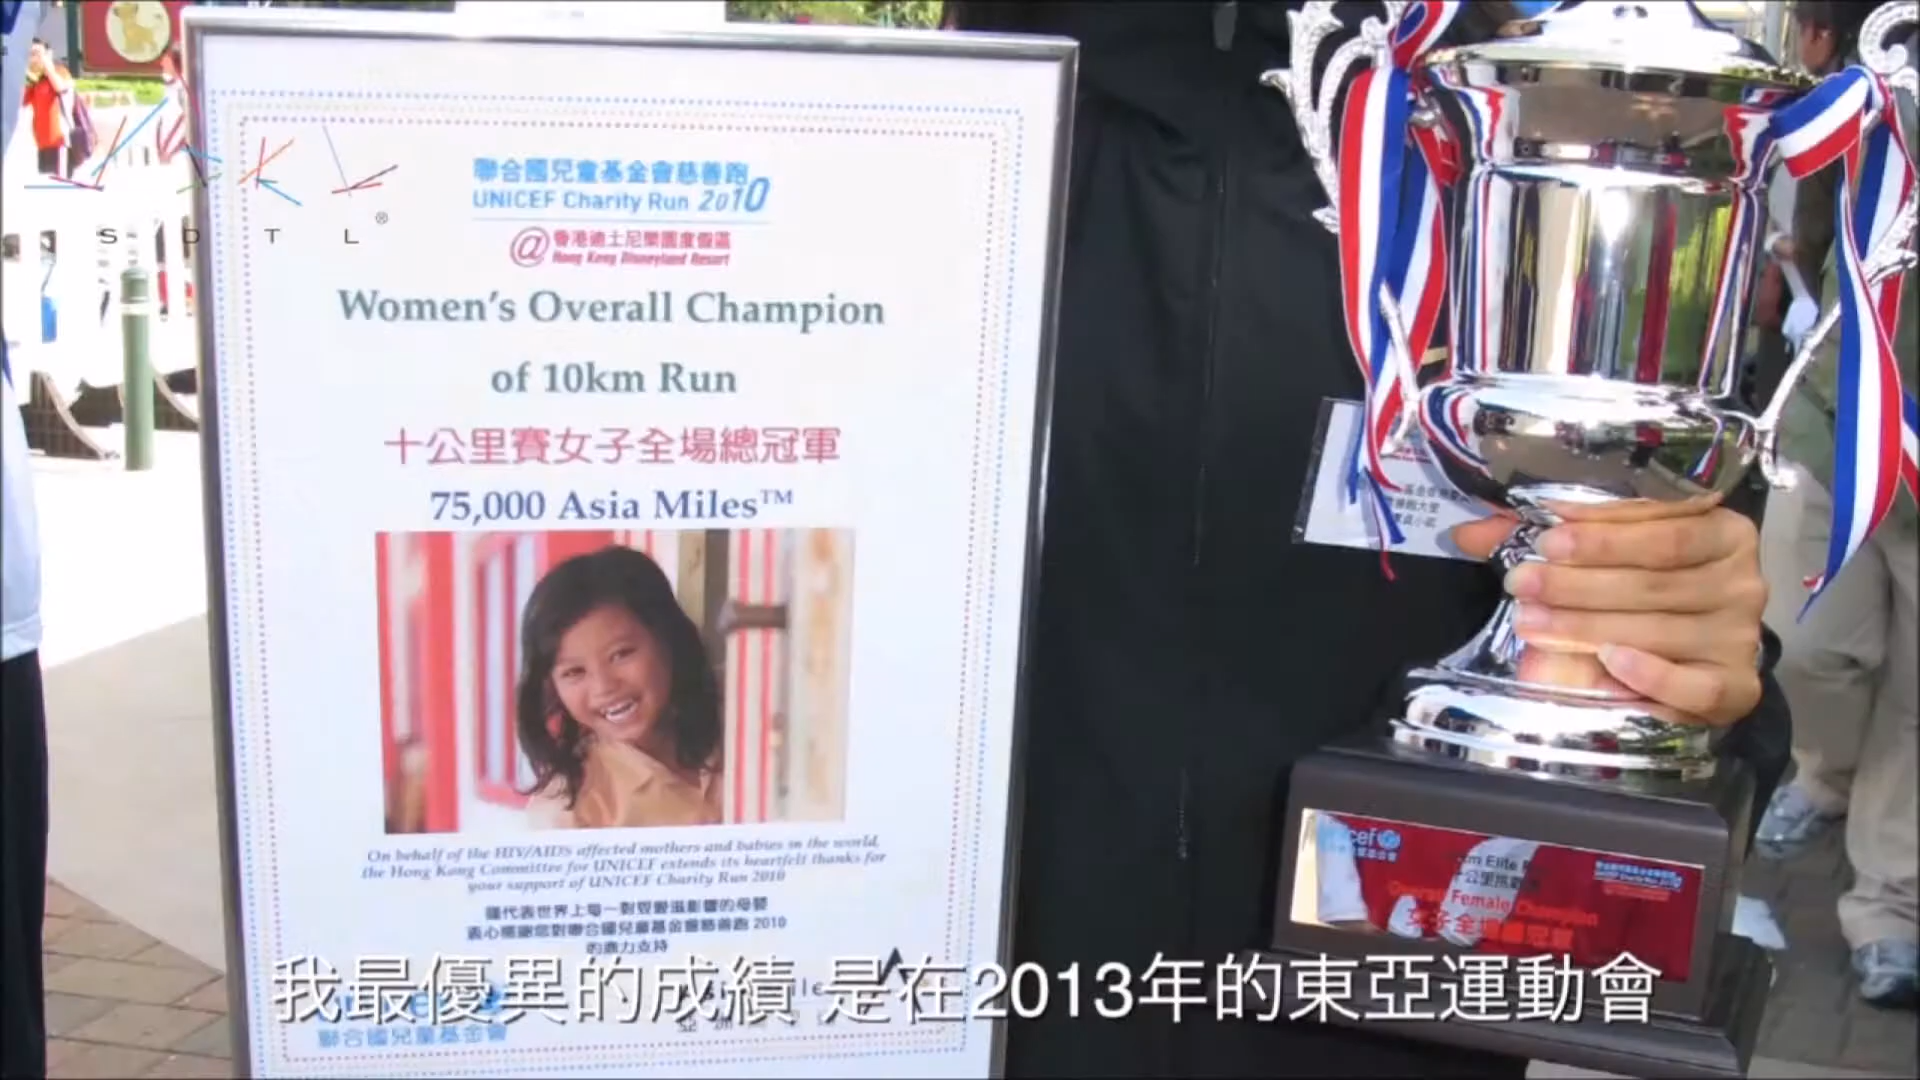 SDTL®
聯合國兒童基金會慈善跑
UNICEF Charity Run 2010
@香港迪士尼樂園度假區
Hong Kong Disneyland Resort
Women's Overall Champion
of 10km Run
十公里賽女子全場總冠軍
75,000 Asia Miles™
On behalf of the HIV/AIDS affected mothers and babies in the world,
the Hong Kong Committee for UNICEF extends its heartfelt thanks for
your support of UNICEF Charity Run 2010
謹代表世界上每一對受愛滋影響的母嬰
衷心感謝您對聯合國兒童基金會慈善跑 2010
的鼎力支持
聯合國兒童基金會
Overall Female Champion
女子全場總冠軍
我最優異的成績 是在2013年的東亞運動會